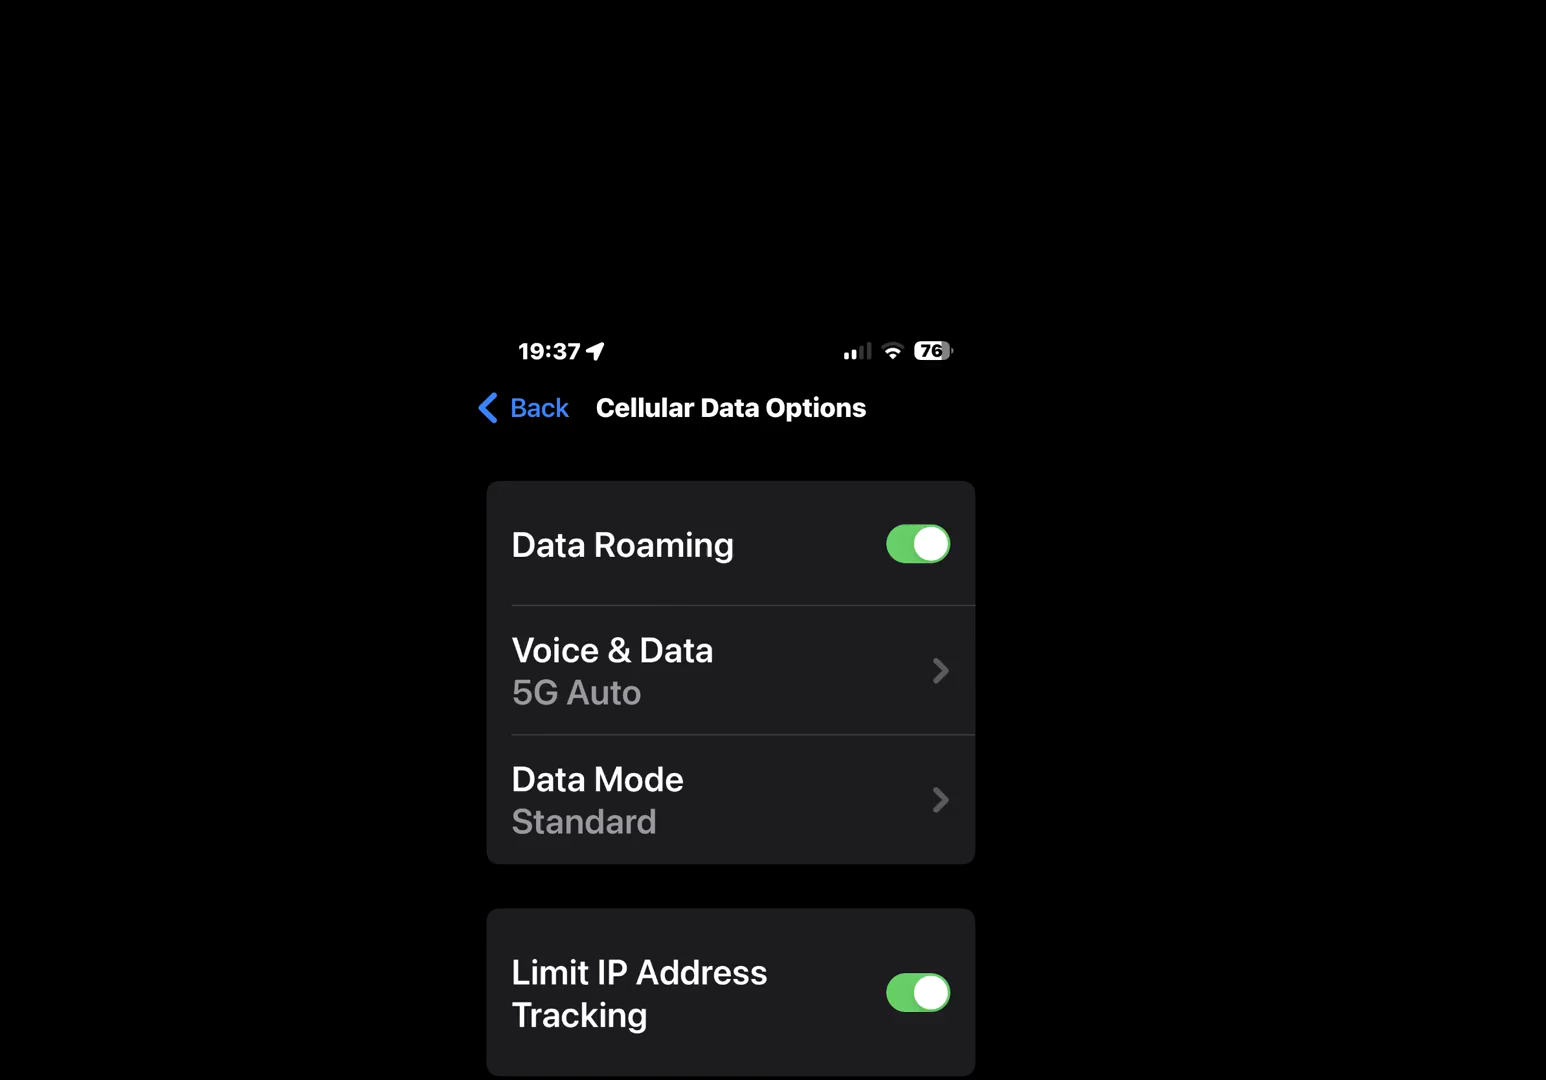 19:37
76
Back
Cellular Data Options
Data Roaming
Voice & Data
5G Auto
Data Mode
Standard
Limit IP Address
Tracking